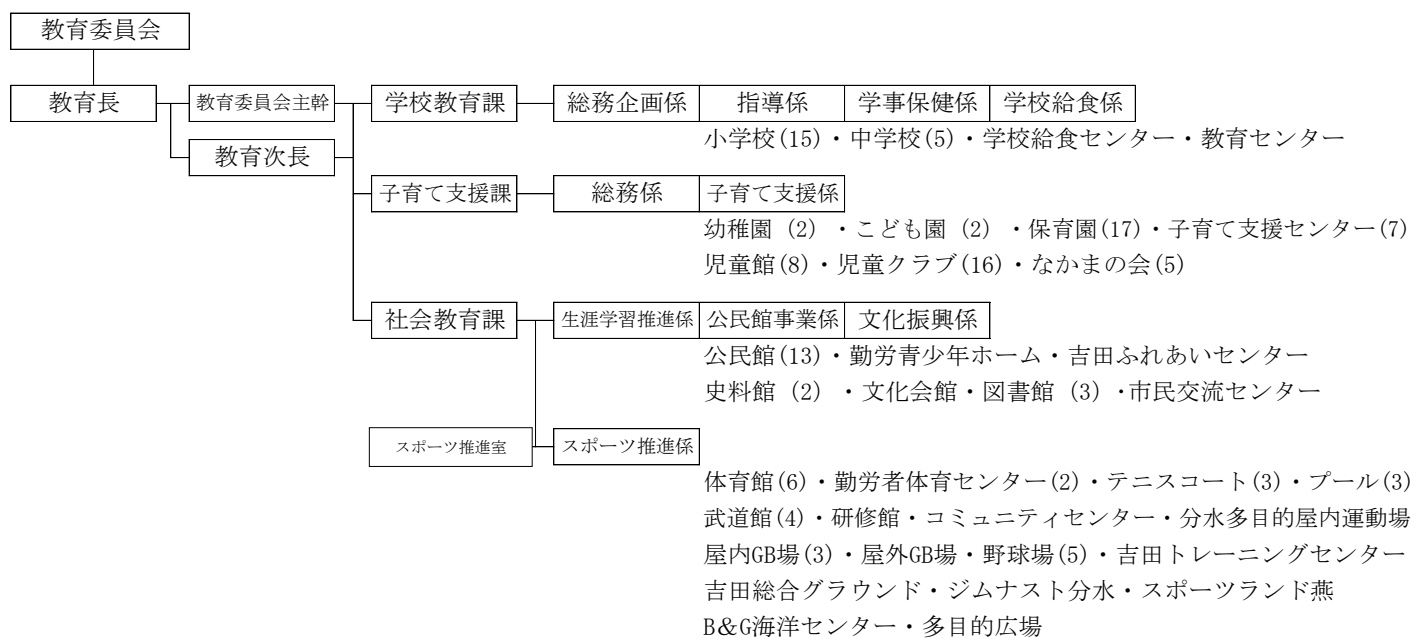 教育委員会
教育長 教育委員会主幹 学校教育課 総務企画係 指導係 学事保健係 学校給食係
小学校(15)・中学校(5)・学校給食センター・教育センター
教育次長
子育て支援課 総務係 子育て支援係
幼稚園（2）・こども園（2）・保育園(17)・子育て支援センター(7)
児童館(8)・児童クラブ(16)・なかまの会(5)
社会教育課 生涯学習推進係 公民館事業係 文化振興係
公民館(13)・勤労青少年ホーム・吉田ふれあいセンター
史料館（2）・文化会館・図書館（3）・市民交流センター
スポーツ推進室 スポーツ推進係
体育館(6)・勤労者体育センター(2)・テニスコート(3)・プール(3)
武道館(4)・研修館・コミュニティセンター・分水多目的屋内運動場
屋内GB場(3)・屋外GB場・野球場(5)・吉田トレーニングセンター
吉田総合グラウンド・ジムナスト分水・スポーツランド燕
B＆G海洋センター・多目的広場